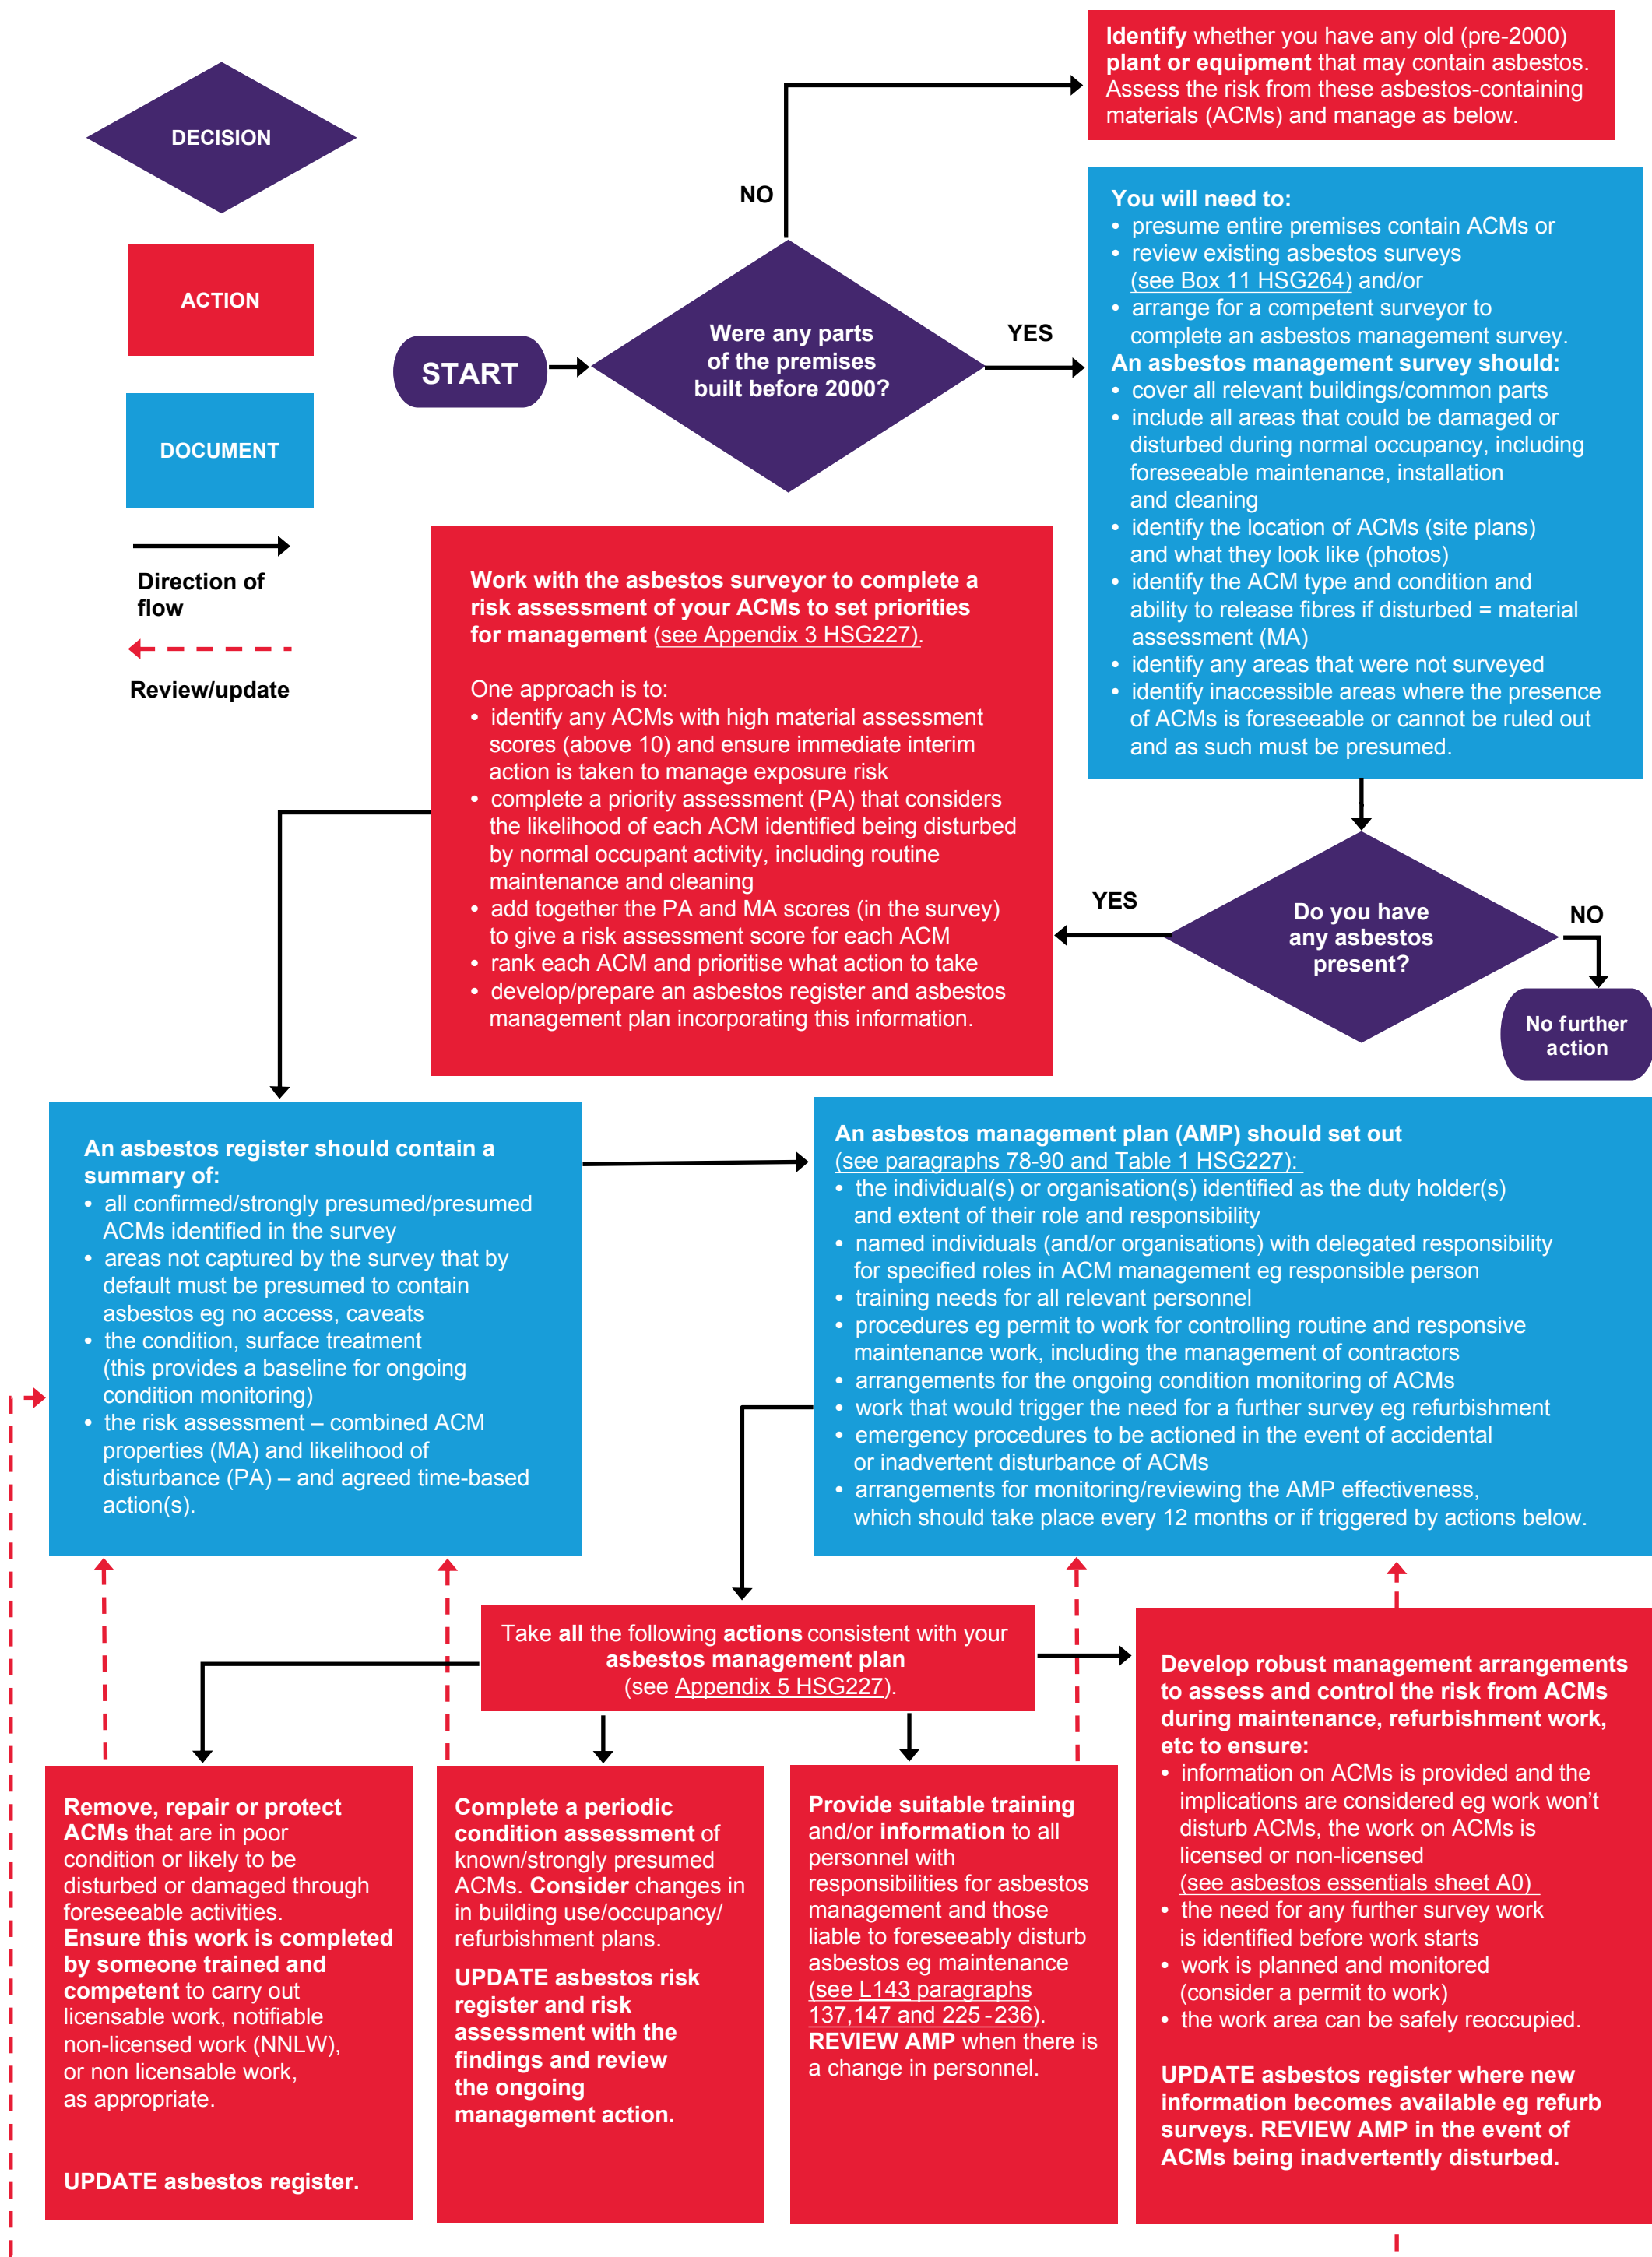 DECISION
ACTION
DOCUMENT
Direction of
flow
Review/update
START
Were any parts
of the premises
built before 2000?
NO
YES
Identify whether you have any old (pre-2000)
plant or equipment that may contain asbestos.
Assess the risk from these asbestos-containing
materials (ACMs) and manage as below.
You will need to:
• presume entire premises contain ACMs or
• review existing asbestos surveys
(see Box 11 HSG264) and/or
• arrange for a competent surveyor to
complete an asbestos management survey.
An asbestos management survey should:
• cover all relevant buildings/common parts
• include all areas that could be damaged or
disturbed during normal occupancy, including
foreseeable maintenance, installation
and cleaning
• identify the location of ACMs (site plans)
and what they look like (photos)
• identify the ACM type and condition and
ability to release fibres if disturbed = material
assessment (MA)
• identify any areas that were not surveyed
• identify inaccessible areas where the presence
of ACMs is foreseeable or cannot be ruled out
and as such must be presumed.
Do you have
any asbestos
present?
YES
NO
No further
action
Work with the asbestos surveyor to complete a
risk assessment of your ACMs to set priorities
for management (see Appendix 3 HSG227).
One approach is to:
• identify any ACMs with high material assessment
scores (above 10) and ensure immediate interim
action is taken to manage exposure risk
• complete a priority assessment (PA) that considers
the likelihood of each ACM identified being disturbed
by normal occupant activity, including routine
maintenance and cleaning
• add together the PA and MA scores (in the survey)
to give a risk assessment score for each ACM
• rank each ACM and prioritise what action to take
• develop/prepare an asbestos register and asbestos
management plan incorporating this information.
An asbestos register should contain a
summary of:
• all confirmed/strongly presumed/presumed
ACMs identified in the survey
• areas not captured by the survey that by
default must be presumed to contain
asbestos eg no access, caveats
• the condition, surface treatment
(this provides a baseline for ongoing
condition monitoring)
• the risk assessment – combined ACM
properties (MA) and likelihood of
disturbance (PA) – and agreed time-based
action(s).
An asbestos management plan (AMP) should set out
(see paragraphs 78-90 and Table 1 HSG227):
• the individual(s) or organisation(s) identified as the duty holder(s)
and extent of their role and responsibility
• named individuals (and/or organisations) with delegated responsibility
for specified roles in ACM management eg responsible person
• training needs for all relevant personnel
• procedures eg permit to work for controlling routine and responsive
maintenance work, including the management of contractors
• arrangements for the ongoing condition monitoring of ACMs
• work that would trigger the need for a further survey eg refurbishment
• emergency procedures to be actioned in the event of accidental
or inadvertent disturbance of ACMs
• arrangements for monitoring/reviewing the AMP effectiveness,
which should take place every 12 months or if triggered by actions below.
Take all the following actions consistent with your
asbestos management plan
(see Appendix 5 HSG227).
Remove, repair or protect
ACMs that are in poor
condition or likely to be
disturbed or damaged through
foreseeable activities.
Ensure this work is completed
by someone trained and
competent to carry out
licensable work, notifiable
non-licensed work (NNLW),
or non licensable work,
as appropriate.
UPDATE asbestos register.
Complete a periodic
condition assessment of
known/strongly presumed
ACMs. Consider changes in
in building use/occupancy/
refurbishment plans.
UPDATE asbestos risk
register and risk
assessment with the
findings and review
the ongoing
management action.
Provide suitable training
and/or information to all
personnel with
responsibilities for asbestos
management and those
liable to foreseeably disturb
asbestos eg maintenance
(see L143 paragraphs
137,147 and 225-236).
REVIEW AMP when there is
a change in personnel.
Develop robust management arrangements
to assess and control the risk from ACMs
during maintenance, refurbishment work,
etc to ensure:
• information on ACMs is provided and the
implications are considered eg work won't
disturb ACMs, the work on ACMs is
licensed or non-licensed
(see asbestos essentials sheet A0)
• the need for any further survey work
is identified before work starts
• work is planned and monitored
(consider a permit to work)
• the work area can be safely reoccupied.
UPDATE asbestos register where new
information becomes available eg refurb
surveys. REVIEW AMP in the event of
ACMs being inadvertently disturbed.